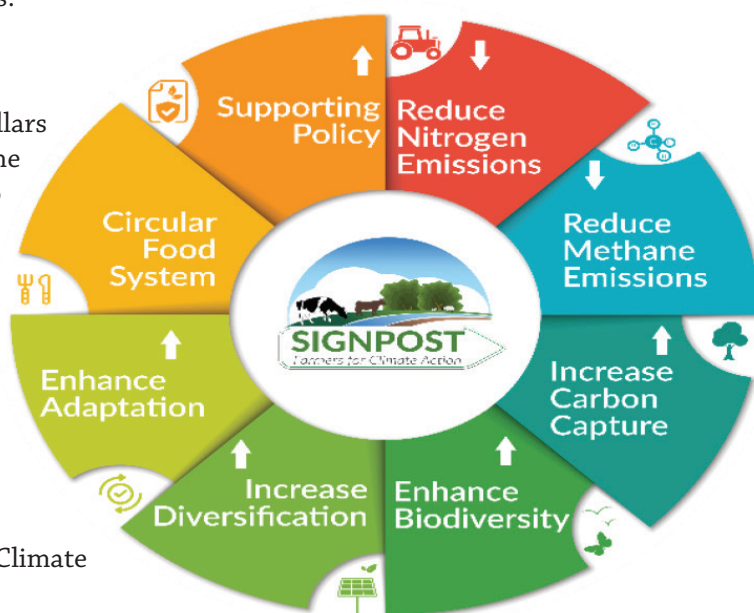 llars
Supporting
Policy
Reduce
Nitrogen
Emissions
Reduce
Methane
Emissions
Increase
Carbon
Capture
Enhance
Biodiversity
Increase
Diversification
Enhance
Adaptation
Circular
Food
System
SIGNPOST
Farmers for Climate Action
Climate